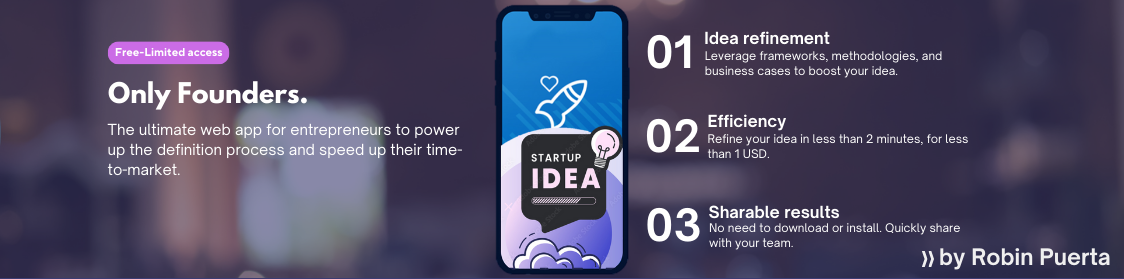 Free-Limited access
Only Founders.
The ultimate web app for entrepreneurs to power
up the definition process and speed up their time-
to-market.
STARTUP
IDEA
01 Idea refinement
Leverage frameworks, methodologies, and
business cases to boost your idea.
02 Efficiency
Refine your idea in less than 2 minutes, for less
than 1 USD.
03 Sharable results
No need to download or install. Quickly share
with your team.
by Robin Puerta